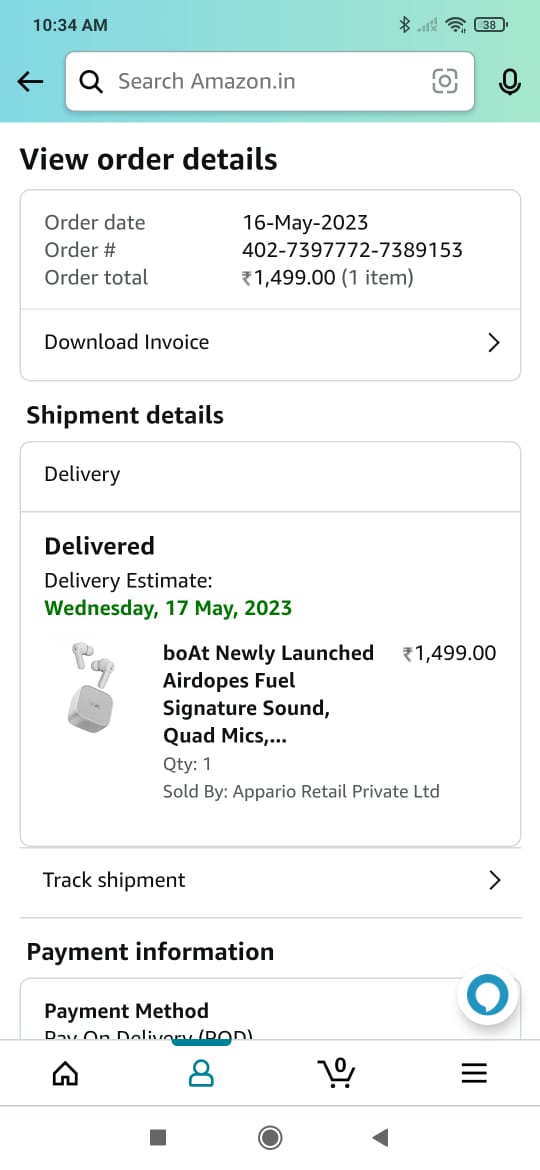 10:34 AM
38
Search Amazon.in
View order details
Order date 16-May-2023
Order # 402-7397772-7389153
Order total ₹1,499.00 (1 item)
Download Invoice
Shipment details
Delivery
Delivered
Delivery Estimate:
Wednesday, 17 May, 2023
boAt Newly Launched ₹1,499.00
Airdopes Fuel
Signature Sound,
Quad Mics,...
Qty: 1
Sold By: Appario Retail Private Ltd
Track shipment
Payment information
Payment Method
Pay On Delivery (POD)
0